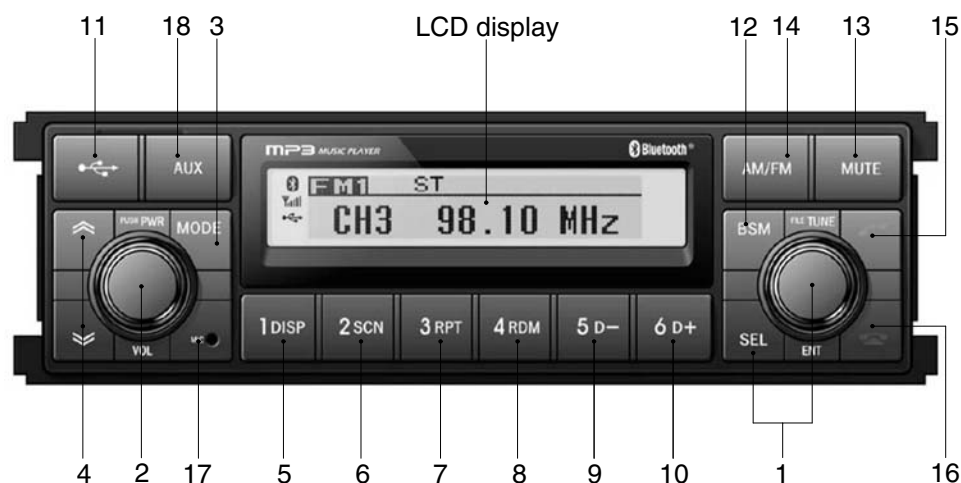 11 18 3 LCD display 12 14 13 15
AUX
MP3 MUSIC PLAYER
Bluetooth®
AM/FM
MUTE
FM1 ST
CH3 98.10 MHz
PUSH PWR
MODE
VOL
MIC
1 DISP
2 SCN
3 RPT
4 RDM
5 D−
6 D+
BSM
FILE TUNE
SEL
ENT
4 2 17 5 6 7 8 9 10 1 16